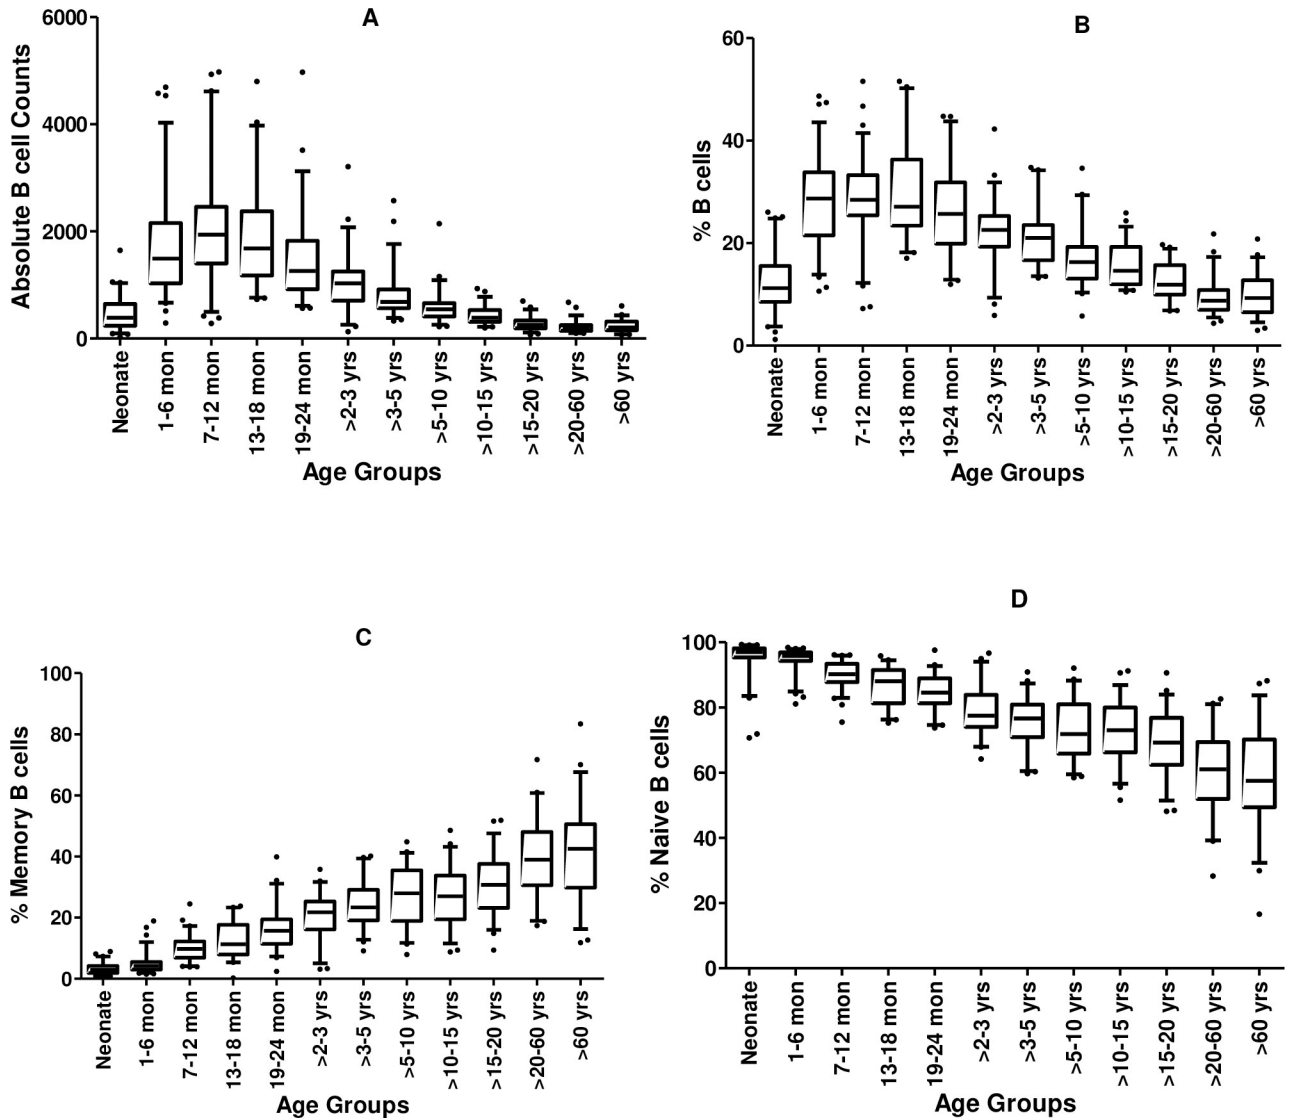 A
Absolute B cell Counts
6000
4000
2000
0
Neonate
1-6 mon
7-12 mon
13-18 mon
19-24 mon
>2-3 yrs
>3-5 yrs
>5-10 yrs
>10-15 yrs
>15-20 yrs
>20-60 yrs
>60 yrs
Age Groups
B
% B cells
60
40
20
0
Neonate
1-6 mon
7-12 mon
13-18 mon
19-24 mon
>2-3 yrs
>3-5 yrs
>5-10 yrs
>10-15 yrs
>15-20 yrs
>20-60 yrs
>60 yrs
Age Groups
C
% Memory B cells
100
80
60
40
20
0
Neonate
1-6 mon
7-12 mon
13-18 mon
19-24 mon
>2-3 yrs
>3-5 yrs
>5-10 yrs
>10-15 yrs
>15-20 yrs
>20-60 yrs
>60 yrs
Age Groups
D
% Naive B cells
100
80
60
40
20
0
Neonate
1-6 mon
7-12 mon
13-18 mon
19-24 mon
>2-3 yrs
>3-5 yrs
>5-10 yrs
>10-15 yrs
>15-20 yrs
>20-60 yrs
>60 yrs
Age Groups